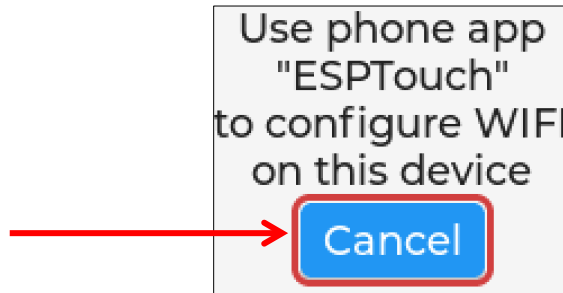 Use phone app
"ESPTouch"
to configure WIFI
on this device
Cancel